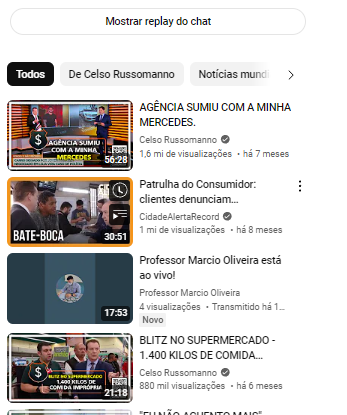 Mostrar replay do chat
Todos
De Celso Russomanno
Notícias mund
AGÊNCIA SUMIU COM A MINHA
MERCEDES
56:28
AGÊNCIA SUMIU COM A MINHA
MERCEDES.
Celso Russomanno
1,6 mi de visualizações • há 7 meses
BATE-BOCA
30:51
Patrulha do Consumidor:
clientes denunciam...
CidadeAlertaRecord
1 mi de visualizações • há 8 meses
17:53
Professor Marcio Oliveira está
ao vivo!
Professor Marcio Oliveira
4 visualizações • Transmitido há 1...
Novo
BLITZ NO SUPERMERCADO
1.400 KILOS DE
COMIDA IMPRÓPRIA
21:18
BLITZ NO SUPERMERCADO -
1.400 KILOS DE COMIDA...
Celso Russomanno
880 mil visualizações • há 6 meses
"EU NÃO AGUENTO MAIS"